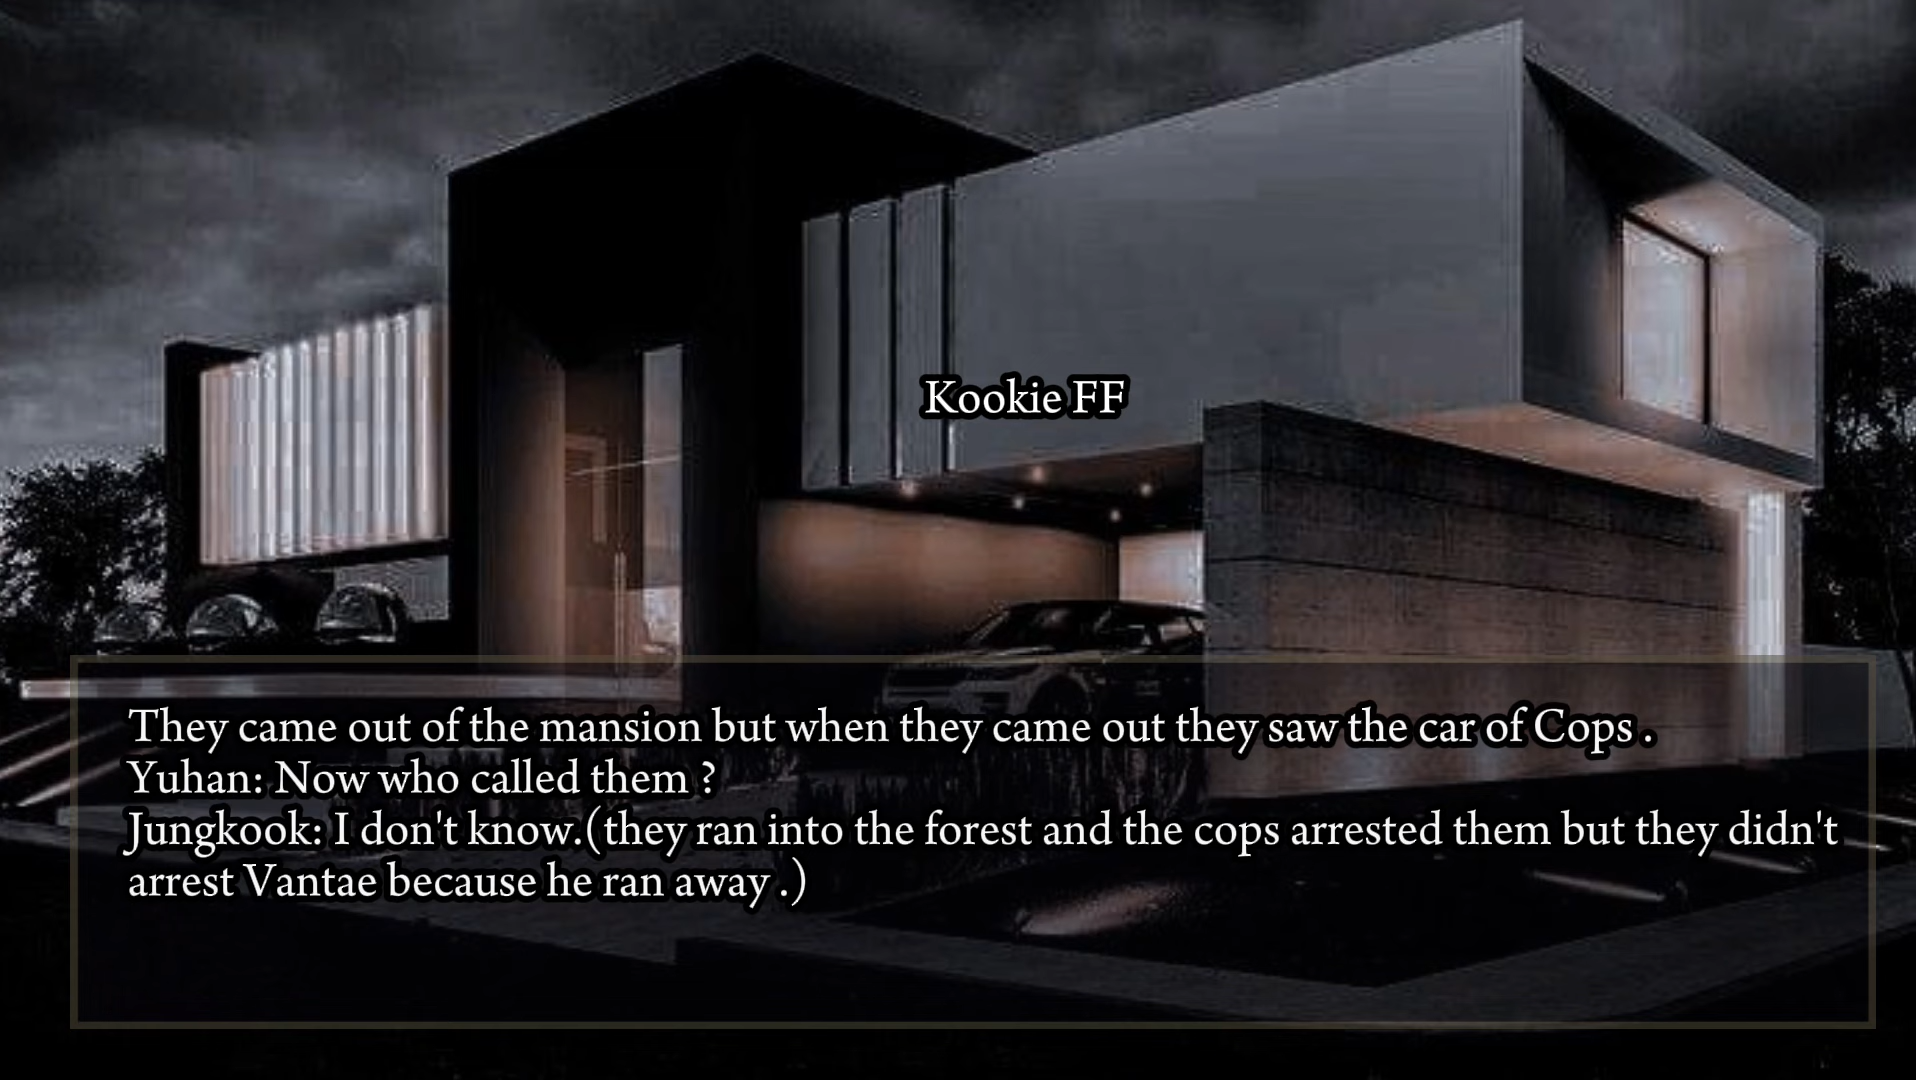 Kookie FF
They came out of the mansion but when they came out they saw the car of Cops .
Yuhan: Now who called them ?
Jungkook: I don't know.(they ran into the forest and the cops arrested them but they didn't
arrest Vantae because he ran away .)